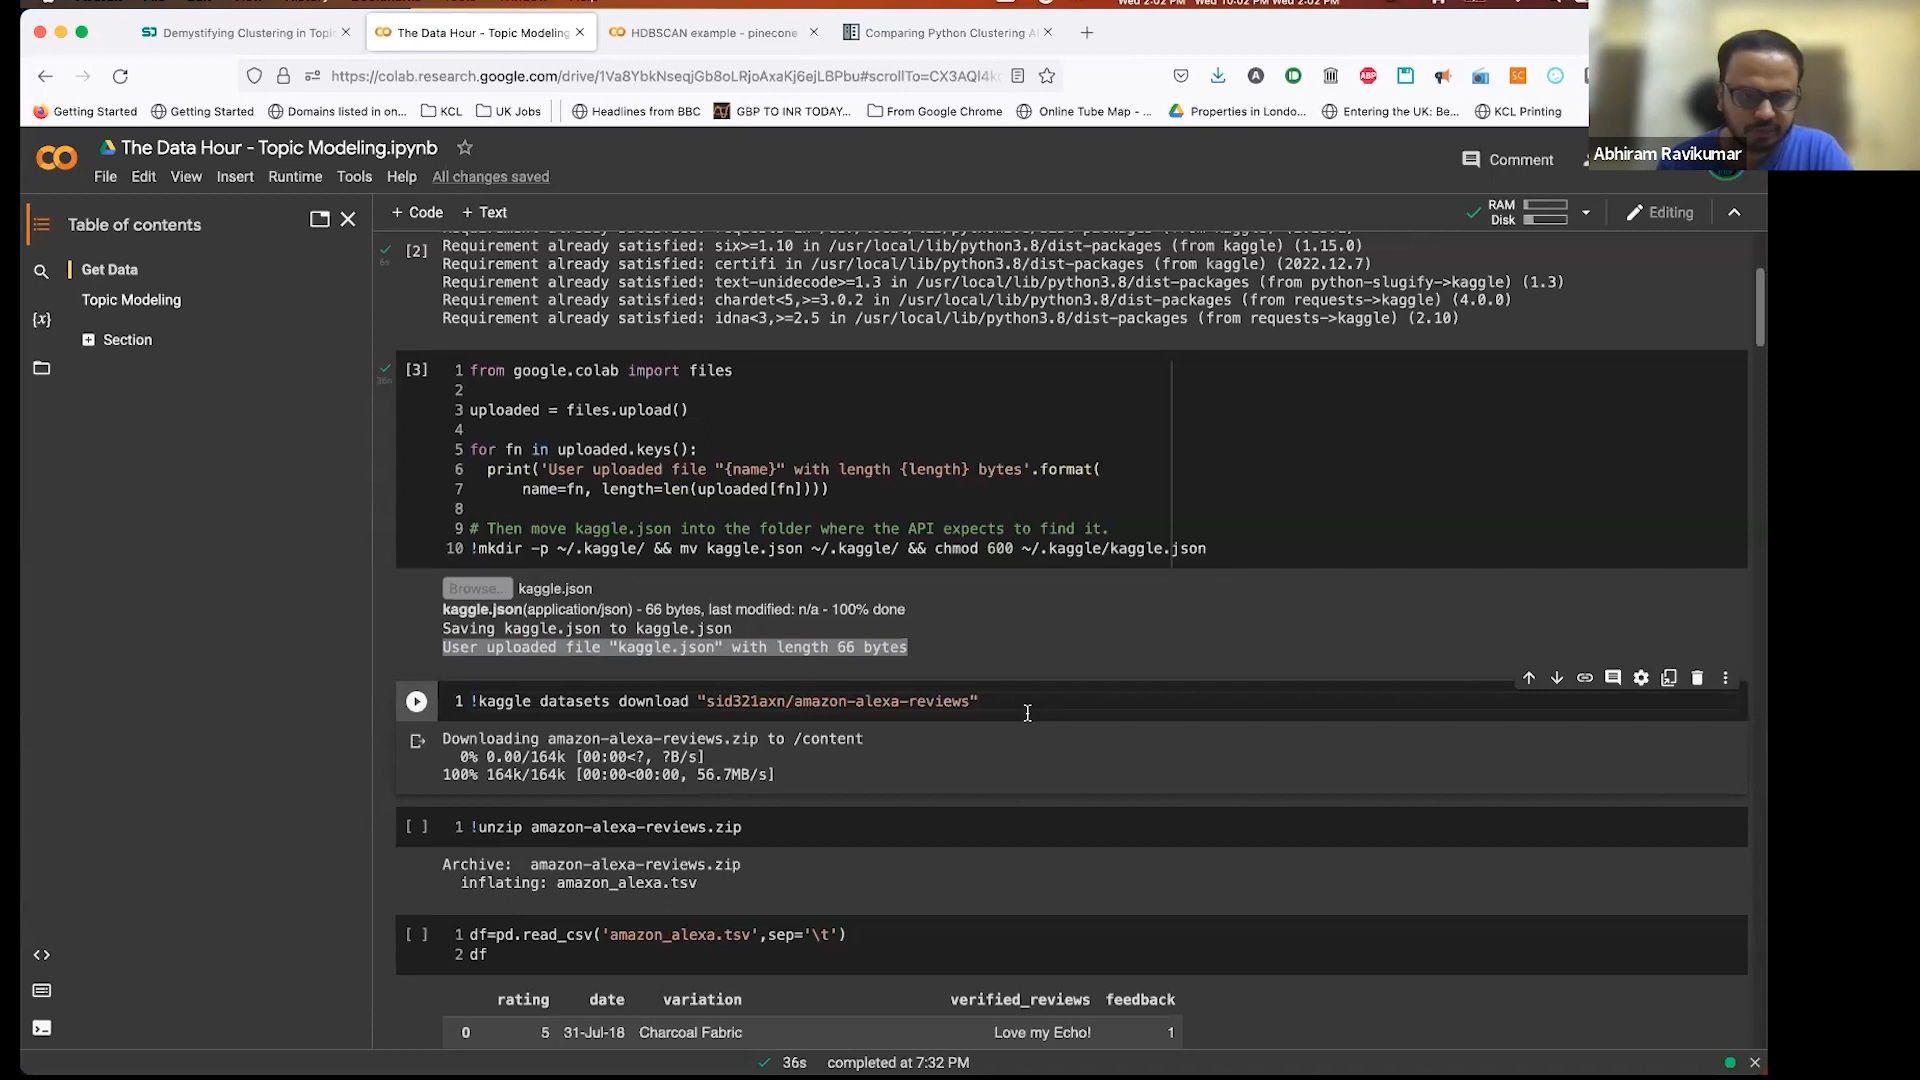 Wed 2:02 PM Wed 10:02 PM Wed 2:02 PM
Demystifying Clustering in Topic
The Data Hour - Topic Modeling
HDBSCAN example - pinecone
Comparing Python Clustering Al
https://colab.research.google.com/drive/1Va8YbkNseqjGb8oLRjoAxaKj6ejLBPbu#scrollTo=CX3AQI4k
Getting Started
Getting Started
Domains listed in on...
KCL
UK Jobs
Headlines from BBC
GBP TO INR TODAY...
From Google Chrome
Online Tube Map - ...
Properties in London...
Entering the UK: Be...
KCL Printing
Abhiram Ravikumar
The Data Hour - Topic Modeling.ipynb
Comment
File Edit View Insert Runtime Tools Help All changes saved
Table of contents
+ Code + Text
RAM
Disk
Editing
Get Data
Topic Modeling
Section
[2]
6s
Requirement already satisfied: six>=1.10 in /usr/local/lib/python3.8/dist-packages (from kaggle) (1.15.0)
Requirement already satisfied: certifi in /usr/local/lib/python3.8/dist-packages (from kaggle) (2022.12.7)
Requirement already satisfied: text-unidecode>=1.3 in /usr/local/lib/python3.8/dist-packages (from python-slugify->kaggle) (1.3)
Requirement already satisfied: chardet<5,>=3.0.2 in /usr/local/lib/python3.8/dist-packages (from requests->kaggle) (4.0.0)
Requirement already satisfied: idna<3,>=2.5 in /usr/local/lib/python3.8/dist-packages (from requests->kaggle) (2.10)
[3]
36s
1 from google.colab import files
2
3 uploaded = files.upload()
4
5 for fn in uploaded.keys():
6 print('User uploaded file "{name}" with length {length} bytes'.format(
7 name=fn, length=len(uploaded[fn])))
8
9 # Then move kaggle.json into the folder where the API expects to find it.
10 !mkdir -p ~/.kaggle/ && mv kaggle.json ~/.kaggle/ && chmod 600 ~/.kaggle/kaggle.json
Browse... kaggle.json
kaggle.json(application/json) - 66 bytes, last modified: n/a - 100% done
Saving kaggle.json to kaggle.json
User uploaded file "kaggle.json" with length 66 bytes
1 !kaggle datasets download "sid321axn/amazon-alexa-reviews"
Downloading amazon-alexa-reviews.zip to /content
0% 0.00/164k [00:00<?, ?B/s]
100% 164k/164k [00:00<00:00, 56.7MB/s]
[ ] 1 !unzip amazon-alexa-reviews.zip
Archive: amazon-alexa-reviews.zip
inflating: amazon_alexa.tsv
[ ] 1 df=pd.read_csv('amazon_alexa.tsv',sep='\t')
2 df
rating date variation verified_reviews feedback
0 5 31-Jul-18 Charcoal Fabric Love my Echo! 1
36s completed at 7:32 PM